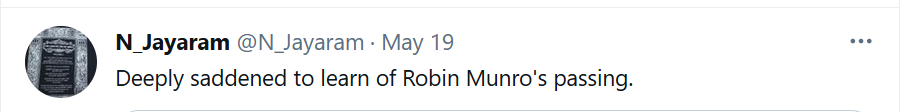 N_Jayaram @N_Jayaram · May 19
Deeply saddened to learn of Robin Munro's passing.